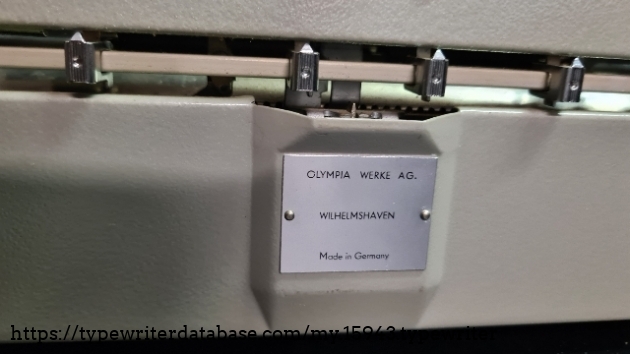 OLYMPIA WERKE AG.
WILHELMSHAVEN
Made in Germany